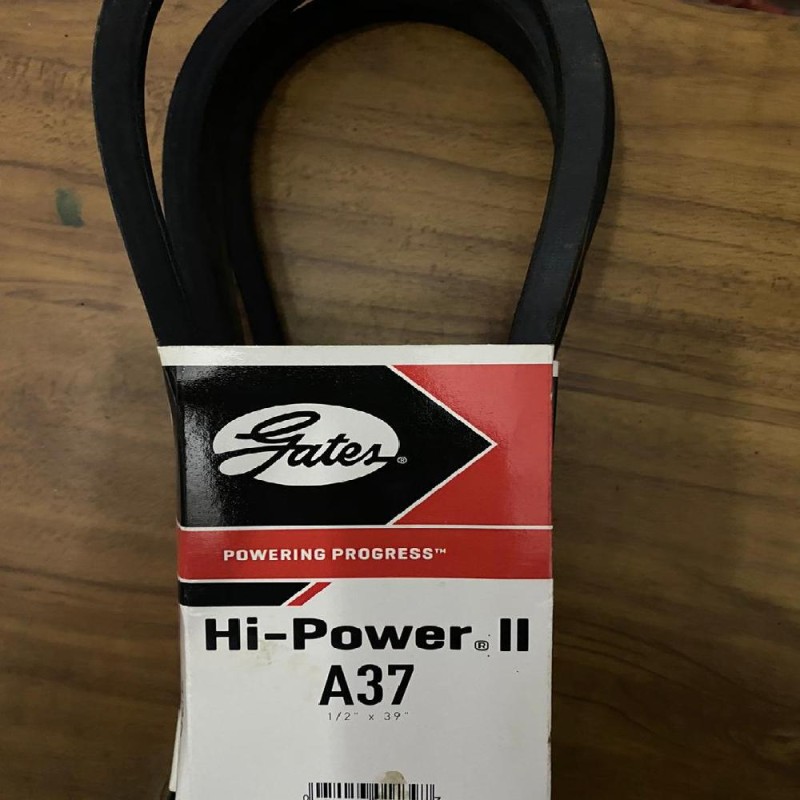 Gates®
POWERING PROGRESS™
Hi-Power® II
A37
1/2" x 39"